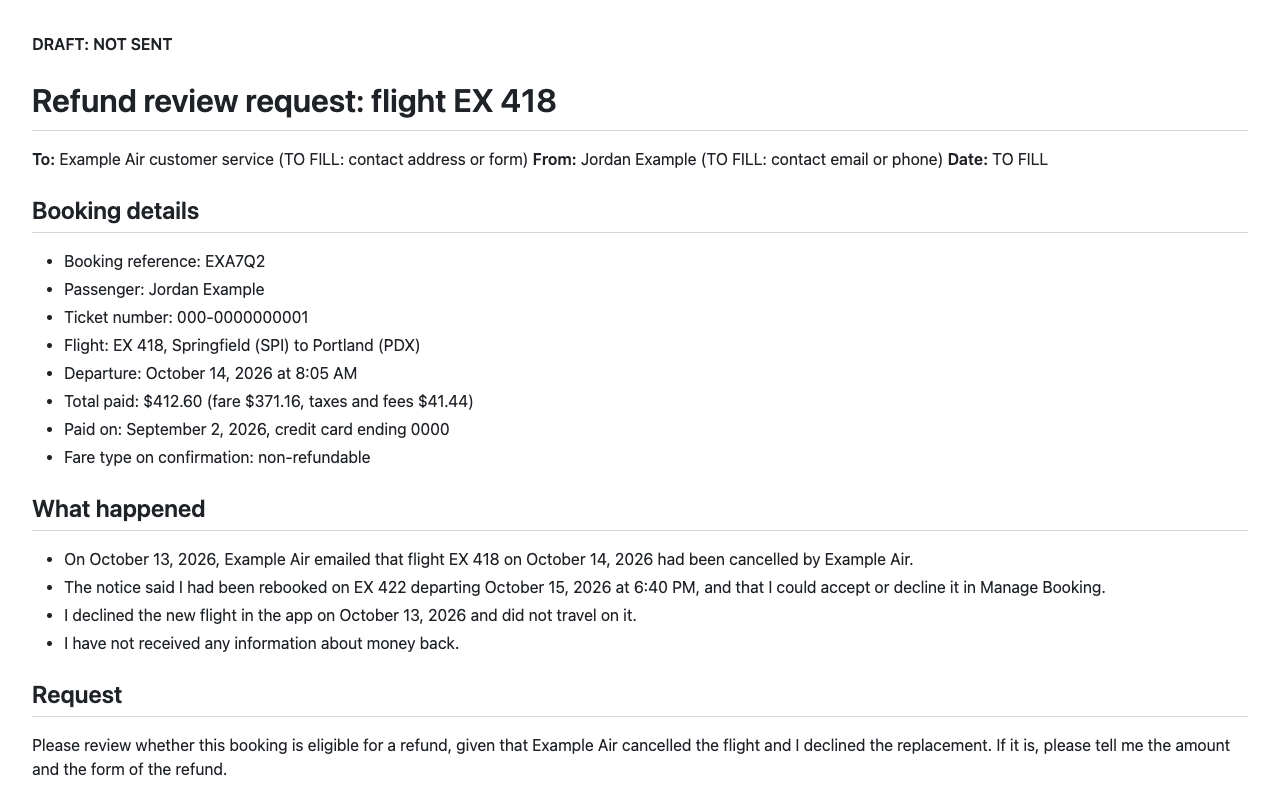 DRAFT: NOT SENT
Refund review request: flight EX 418
To: Example Air customer service (TO FILL: contact address or form) From: Jordan Example (TO FILL: contact email or phone) Date: TO FILL
Booking details
• Booking reference: EXA7Q2
• Passenger: Jordan Example
• Ticket number: 000-0000000001
• Flight: EX 418, Springfield (SPI) to Portland (PDX)
• Departure: October 14, 2026 at 8:05 AM
• Total paid: $412.60 (fare $371.16, taxes and fees $41.44)
• Paid on: September 2, 2026, credit card ending 0000
• Fare type on confirmation: non-refundable
What happened
• On October 13, 2026, Example Air emailed that flight EX 418 on October 14, 2026 had been cancelled by Example Air.
• The notice said I had been rebooked on EX 422 departing October 15, 2026 at 6:40 PM, and that I could accept or decline it in Manage Booking.
• I declined the new flight in the app on October 13, 2026 and did not travel on it.
• I have not received any information about money back.
Request
Please review whether this booking is eligible for a refund, given that Example Air cancelled the flight and I declined the replacement. If it is, please tell me the amount
and the form of the refund.